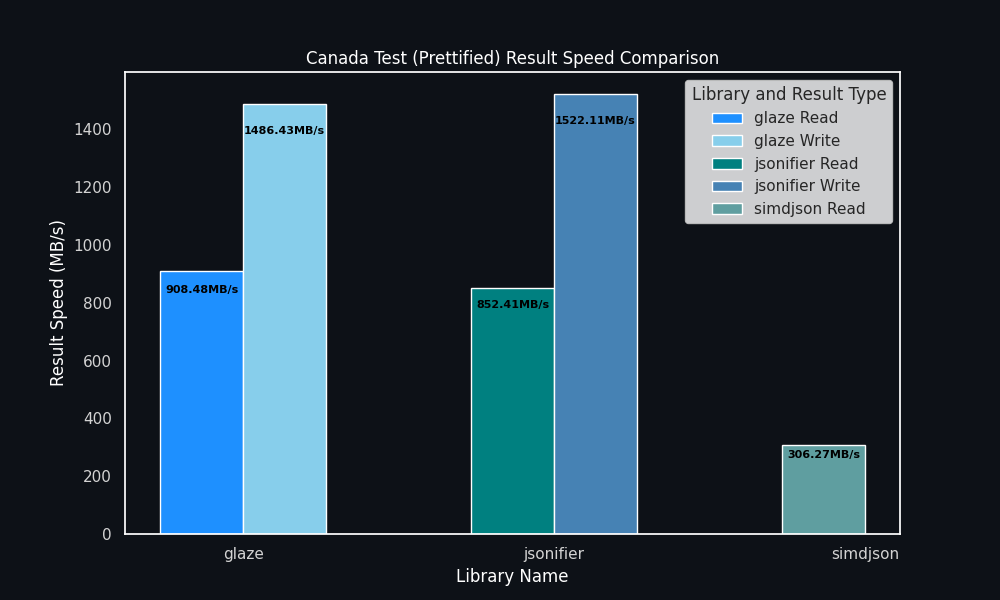 Canada Test (Prettified) Result Speed Comparison
Library and Result Type
glaze Read
glaze Write
jsonifier Read
jsonifier Write
simdjson Read
1400
1200
1000
800
600
400
200
0
Result Speed (MB/s)
908.48MB/s
1486.43MB/s
852.41MB/s
1522.11MB/s
306.27MB/s
glaze
jsonifier
simdjson
Library Name